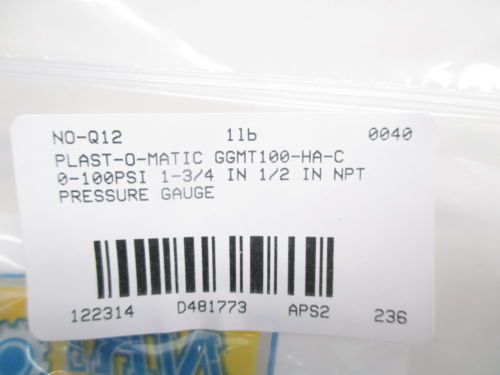 NO-Q12 1lb 0040
PLAST-O-MATIC GGMT100-HA-C
0-100PSI 1-3/4 IN 1/2 IN NPT
PRESSURE GAUGE
122314 D481773 APS2 236